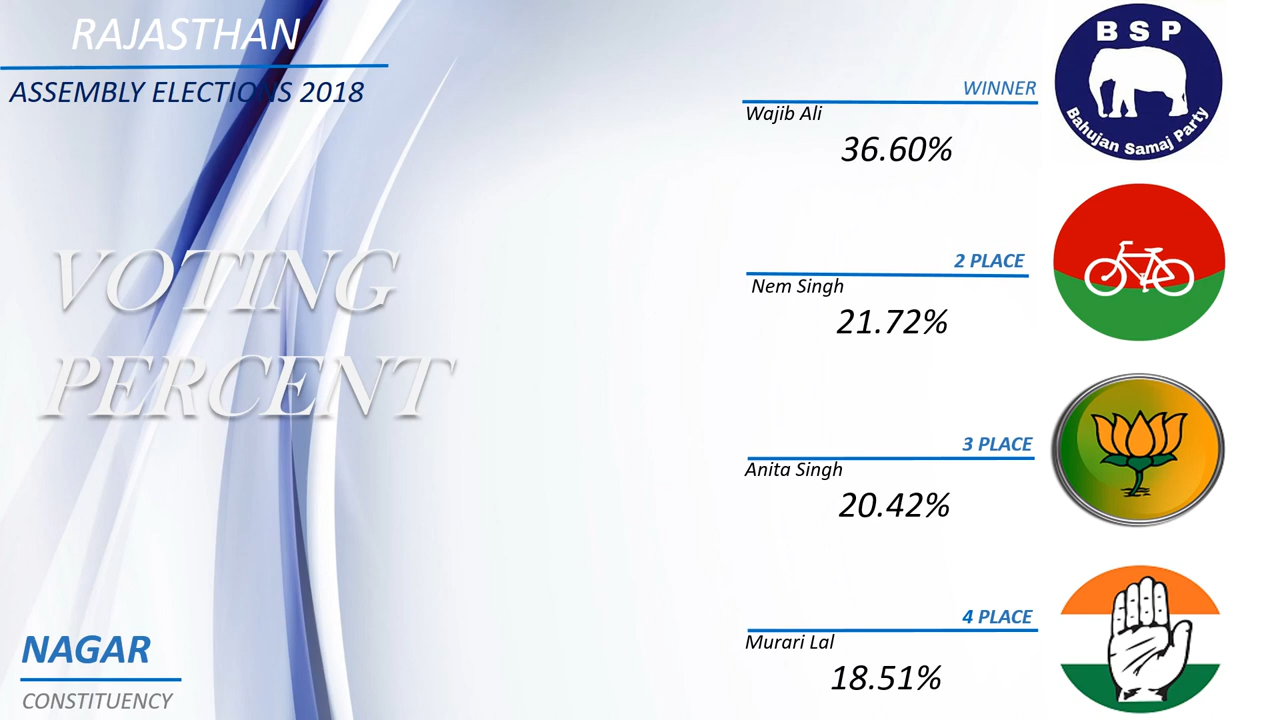 RAJASTHAN
ASSEMBLY ELECTIONS 2018
VOTING
PERCENT
NAGAR
CONSTITUENCY
WINNER
Wajib Ali
36.60%
B S P
Bahujan Samaj Party
2 PLACE
Nem Singh
21.72%
3 PLACE
Anita Singh
20.42%
4 PLACE
Murari Lal
18.51%